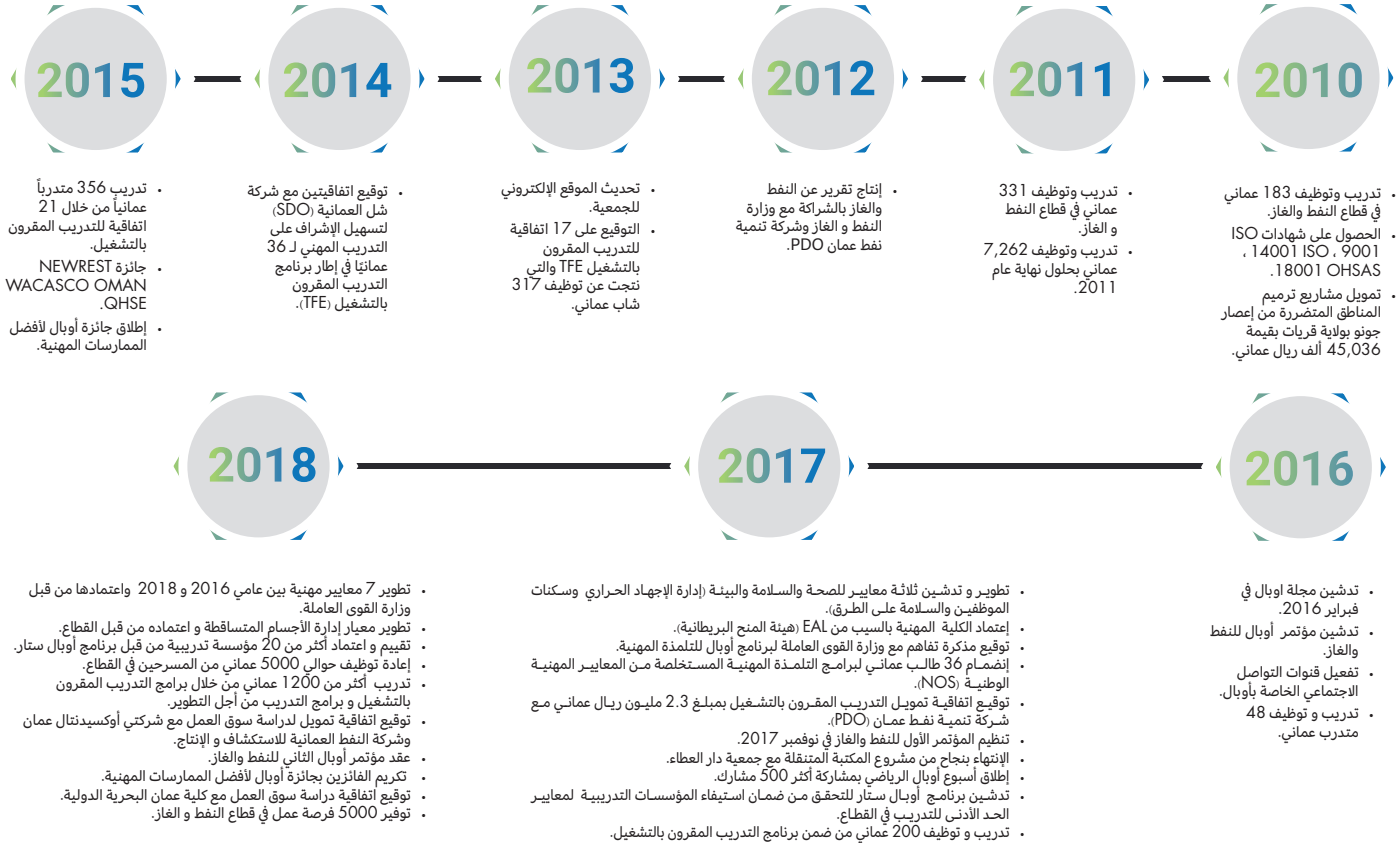 2010
• تدريب وتوظيف 183 عماني
في قطاع النفط والغاز.
• الحصول على شهادات ISO
9001 ، ISO 14001 ،
OHSAS 18001.
• تمويل مشاريع ترميم
المناطق المتضررة من إعصار
جونو بولاية قريات بقيمة
45,036 ألف ريال عماني.
2011
• تدريب وتوظيف 331
عماني في قطاع النفط
و الغاز.
• تدريب وتوظيف 7,262
عماني بحلول نهاية عام
2011.
2012
• إنتاج تقرير عن النفط
والغاز بالشراكة مع وزارة
النفط و الغاز وشركة تنمية
نفط عمان PDO.
2013
• تحديث الموقع الإلكتروني
للجمعية.
• التوقيع على 17 اتفاقية
للتدريب المقرون
بالتشغيل TFE والتي
نتجت عن توظيف 317
شاب عماني.
2014
• توقيع اتفاقيتين مع شركة
شل العمانية (SDO)
لتسهيل الإشراف على
التدريب المهني لـ 36
عمانيًا في إطار برنامج
التدريب المقرون
بالتشغيل (TFE).
2015
• تدريب 356 متدرباً
عمانياً من خلال 21
اتفاقية للتدريب المقرون
بالتشغيل.
• جائزة NEWREST
WACASCO OMAN
QHSE.
• إطلاق جائزة أوبال لأفضل
الممارسات المهنية.
2016
• تدشين مجلة اوبال في
فبراير 2016.
• تدشين مؤتمر أوبال للنفط
والغاز.
• تفعيل قنوات التواصل
الاجتماعي الخاصة بأوبال.
• تدريب و توظيف 48
متدرب عماني.
2017
• تطوير و تدشين ثلاثة معايير للصحة والسلامة والبيئة (إدارة الإجهاد الحراري وسكنات
الموظفين والسلامة على الطرق).
• إعتماد الكلية المهنية بالسيب من EAL (هيئة المنح البريطانية).
• توقيع مذكرة تفاهم مع وزارة القوى العاملة لبرنامج أوبال للتلمذة المهنية.
• إنضمام 36 طالب عماني لبرامج التلمذة المهنية المستخلصة من المعايير المهنية
الوطنية (NOS).
• توقيع اتفاقية تمويل التدريب المقرون بالتشغيل بمبلغ 2.3 مليون ريال عماني مع
شركة تنمية نفط عمان (PDO).
• تنظيم المؤتمر الأول للنفط والغاز في نوفمبر 2017.
• الإنتهاء بنجاح من مشروع المكتبة المتنقلة مع جمعية دار العطاء.
• إطلاق أسبوع أوبال الرياضي بمشاركة أكثر 500 مشارك.
• تدشين برنامج أوبال ستار للتحقق من ضمان استيفاء المؤسسات التدريبية لمعايير
الحد الأدنى للتدريب في القطاع.
• تدريب و توظيف 200 عماني من ضمن برنامج التدريب المقرون بالتشغيل.
2018
• تطوير 7 معايير مهنية بين عامي 2016 و 2018 واعتمادها من قبل
وزارة القوى العاملة.
• تطوير معيار إدارة الأجسام المتساقطة و اعتماده من قبل القطاع.
• تقييم و اعتماد أكثر من 20 مؤسسة تدريبية من قبل برنامج أوبال ستار.
• إعادة توظيف حوالي 5000 عماني من المسرحين في القطاع.
• تدريب أكثر من 1200 عماني من خلال برامج التدريب المقرون
بالتشغيل و برامج التدريب من أجل التطوير.
• توقيع اتفاقية تمويل لدراسة سوق العمل مع شركتي أوكسيدنتال عمان
وشركة النفط العمانية للاستكشاف و الإنتاج.
• عقد مؤتمر أوبال الثاني للنفط والغاز.
• تكريم الفائزين بجائزة أوبال لأفضل الممارسات المهنية.
• توقيع اتفاقية دراسة سوق العمل مع كلية عمان البحرية الدولية.
• توفير 5000 فرصة عمل في قطاع النفط و الغاز.